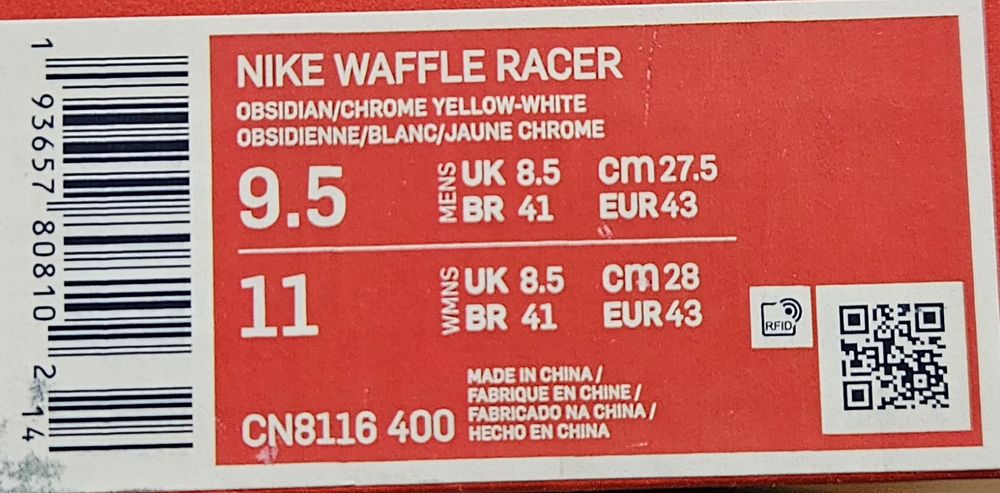 NIKE WAFFLE RACER
OBSIDIAN/CHROME YELLOW-WHITE
OBSIDIENNE/BLANC/JAUNE CHROME
9.5 MENS UK 8.5 cm 27.5
BR 41 EUR 43
11 WMNS UK 8.5 cm 28
BR 41 EUR 43
RFID
MADE IN CHINA /
FABRIQUE EN CHINE /
CN8116 400 FABRICADO NA CHINA /
HECHO EN CHINA
1 93657 80810 2 14